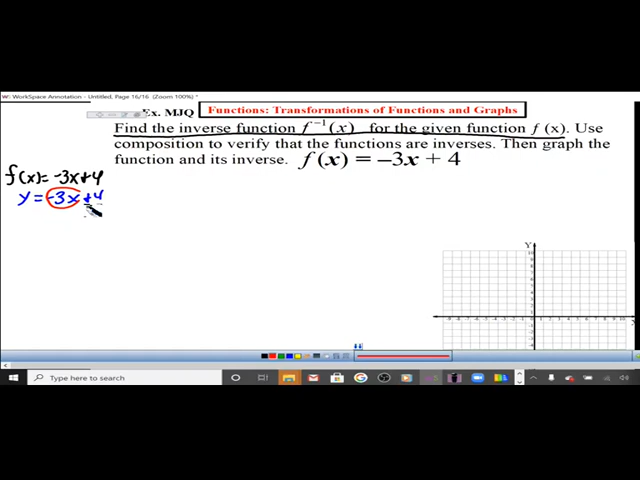 WorkSpace Annotation - Untitled, Page 16/16 (Zoom 100%) *
Ex. MJQ
Functions: Transformations of Functions and Graphs
Find the inverse function f⁻¹(x) for the given function f (x). Use
composition to verify that the functions are inverses. Then graph the
function and its inverse. f(x) = −3x + 4
f(x)= -3x+4
y = -3x+4
Y
X
Type here to search